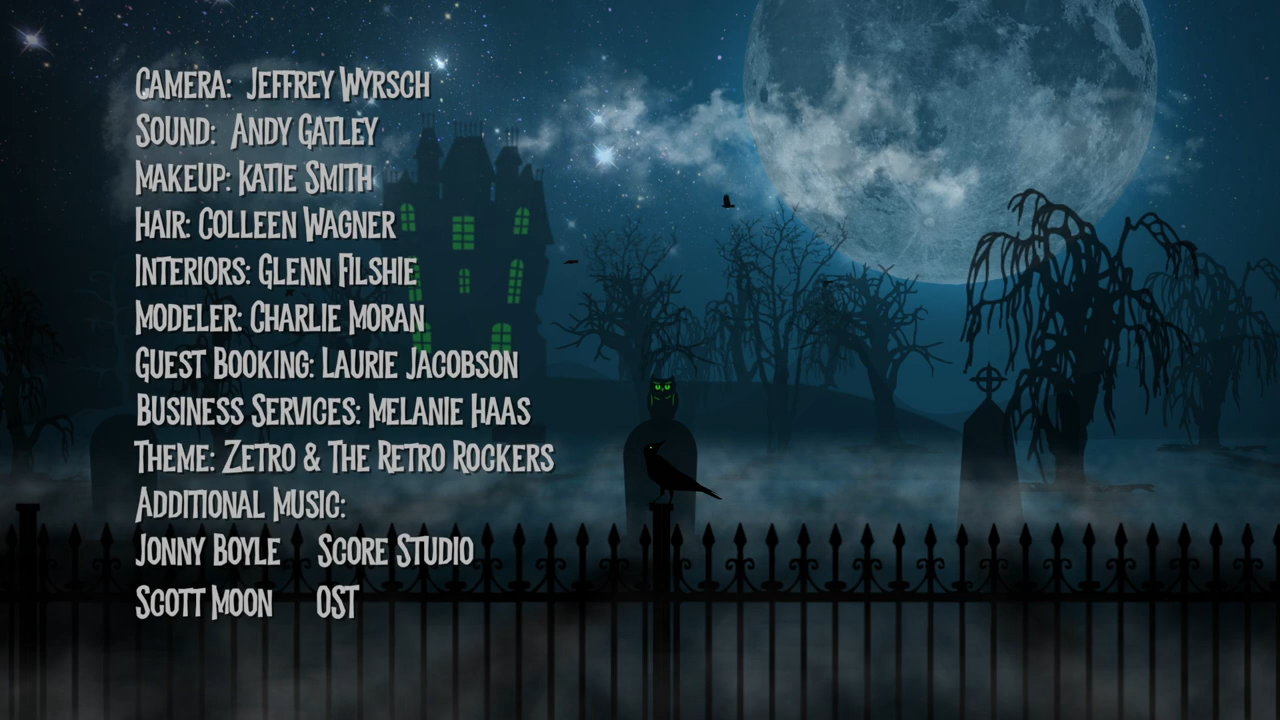 CAMERA: JEFFREY WYRSCH
SOUND: ANDY GATLEY
MAKEUP: KATIE SMITH
HAIR: COLLEEN WAGNER
INTERIORS: GLENN FILSHIE
MODELER: CHARLIE MORAN
GUEST BOOKING: LAURIE JACOBSON
BUSINESS SERVICES: MELANIE HAAS
THEME: ZETRO & THE RETRO ROCKERS
ADDITIONAL MUSIC:
JONNY BOYLE SCORE STUDIO
SCOTT MOON OST